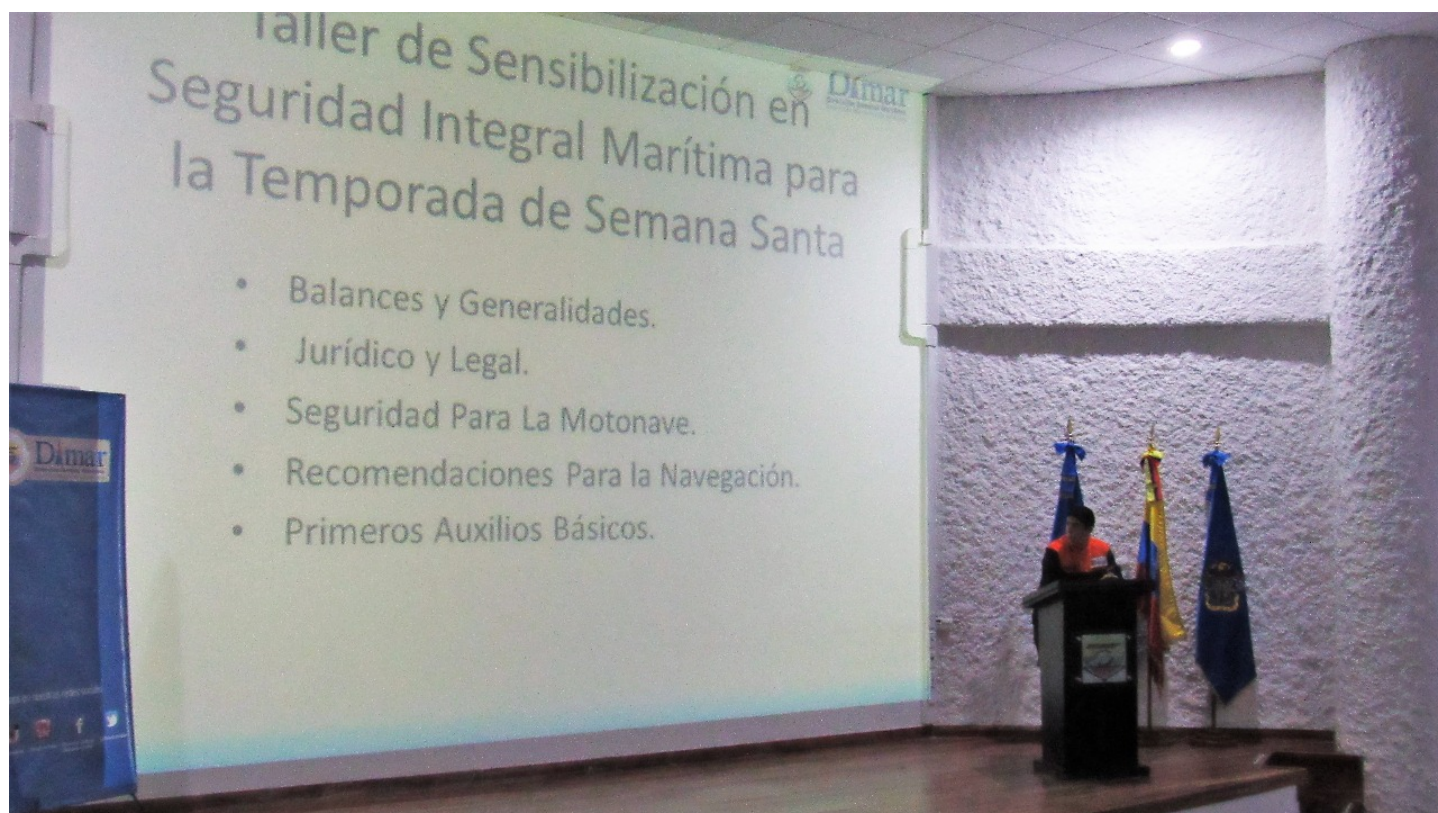 Taller de Sensibilización en
Seguridad Integral Marítima para
la Temporada de Semana Santa
Dimar
• Balances y Generalidades.
• Jurídico y Legal.
• Seguridad Para La Motonave.
• Recomendaciones Para la Navegación.
• Primeros Auxilios Básicos.
Dimar